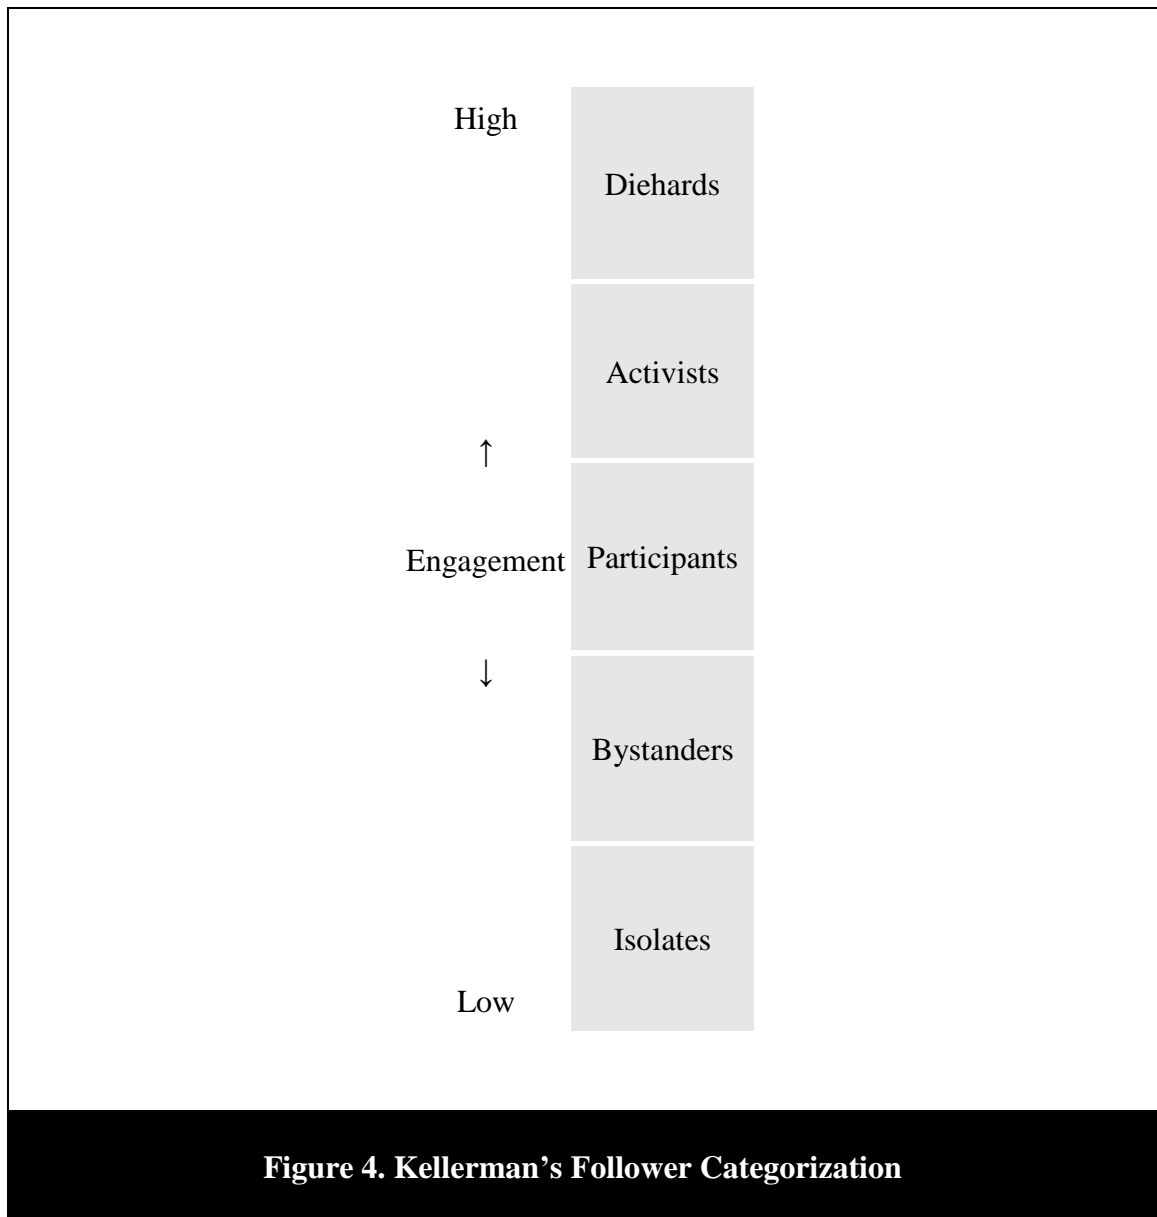 High
Diehards
Activists
↑
Engagement
Participants
↓
Bystanders
Isolates
Low
Figure 4. Kellerman’s Follower Categorization